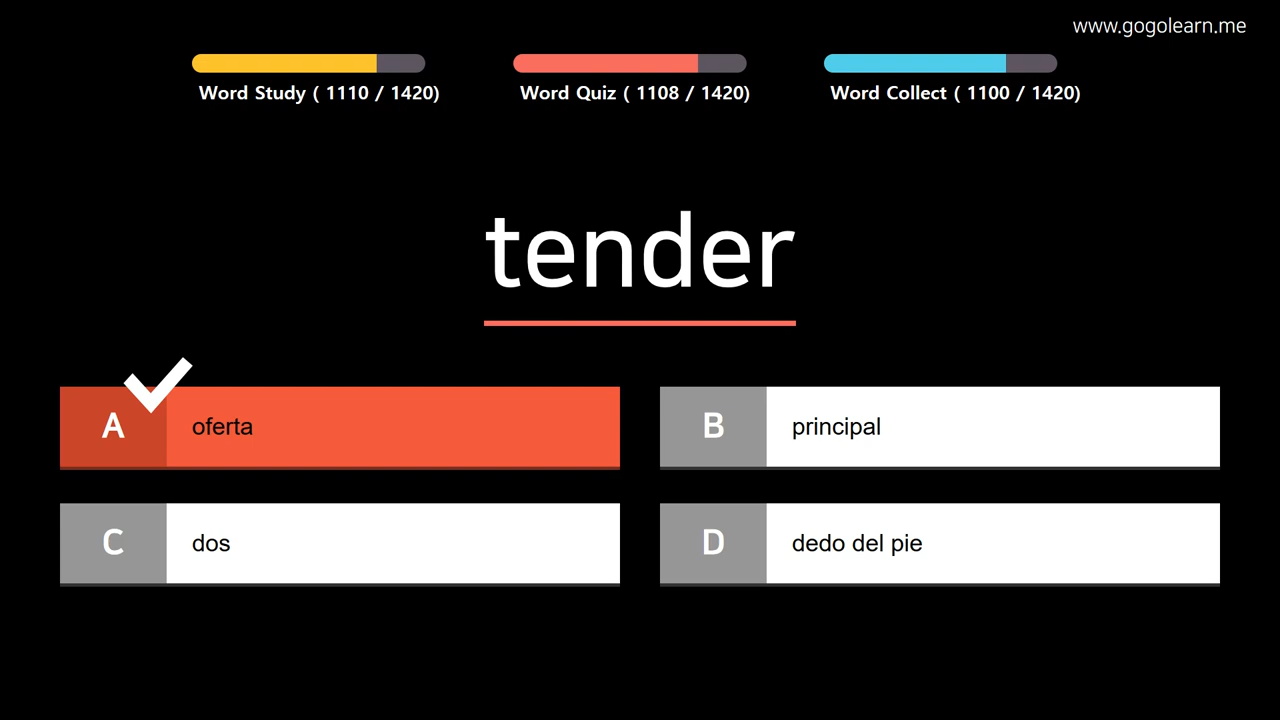 www.gogolearn.me
Word Study ( 1110 / 1420)
Word Quiz ( 1108 / 1420)
Word Collect ( 1100 / 1420)
tender
A
oferta
B
principal
C
dos
D
dedo del pie